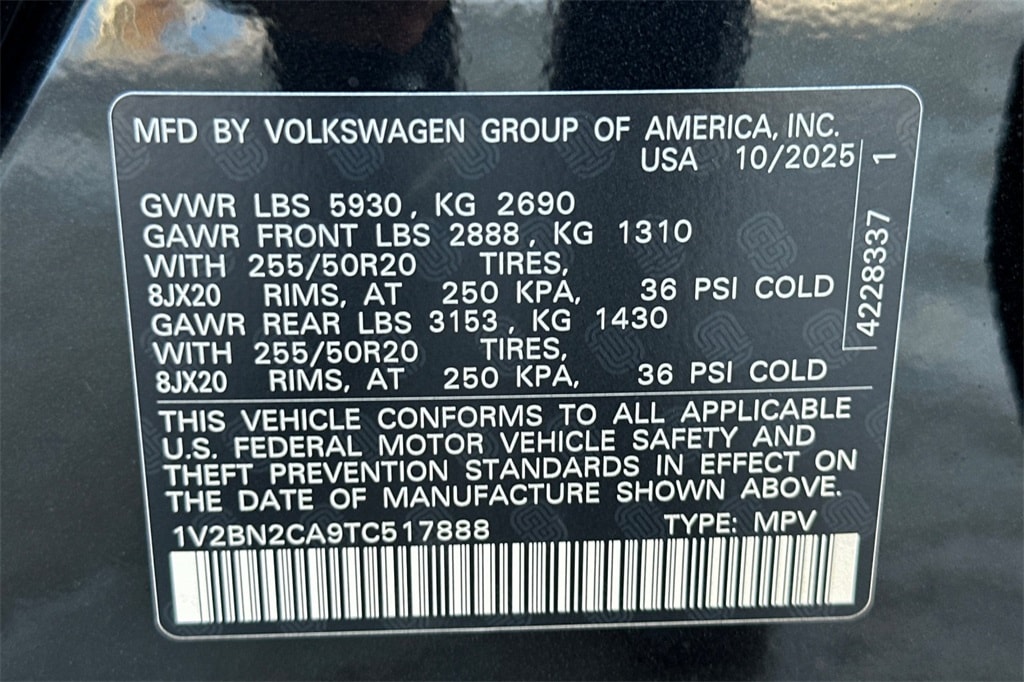 MFD BY VOLKSWAGEN GROUP OF AMERICA, INC.
USA 10/2025
GVWR LBS 5930, KG 2690
GAWR FRONT LBS 2888, KG 1310
WITH 255/50R20 TIRES,
8JX20 RIMS, AT 250 KPA, 36 PSI COLD
GAWR REAR LBS 3153, KG 1430
WITH 255/50R20 TIRES,
8JX20 RIMS, AT 250 KPA, 36 PSI COLD
4228337 1
THIS VEHICLE CONFORMS TO ALL APPLICABLE
U.S. FEDERAL MOTOR VEHICLE SAFETY AND
THEFT PREVENTION STANDARDS IN EFFECT ON
THE DATE OF MANUFACTURE SHOWN ABOVE.
1V2BN2CA9TC517888 TYPE: MPV